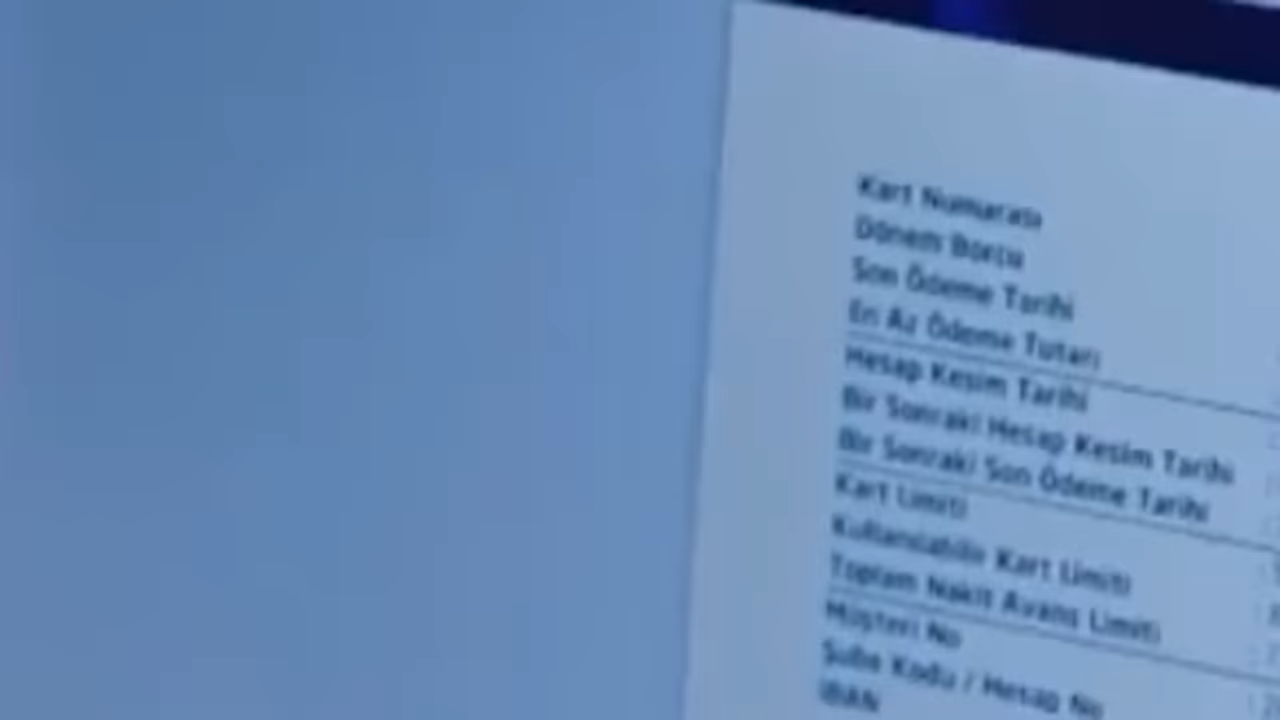 Kart Numarası
Dönem Borcu
Son Ödeme Tarihi
En Az Ödeme Tutarı
Hesap Kesim Tarihi
Bir Sonraki Hesap Kesim Tarihi
Bir Sonraki Son Ödeme Tarihi
Kart Limiti
Kullanılabilir Kart Limiti
Toplam Nakit Avans Limiti
Müşteri No
Şube Kodu / Hesap No
IBAN